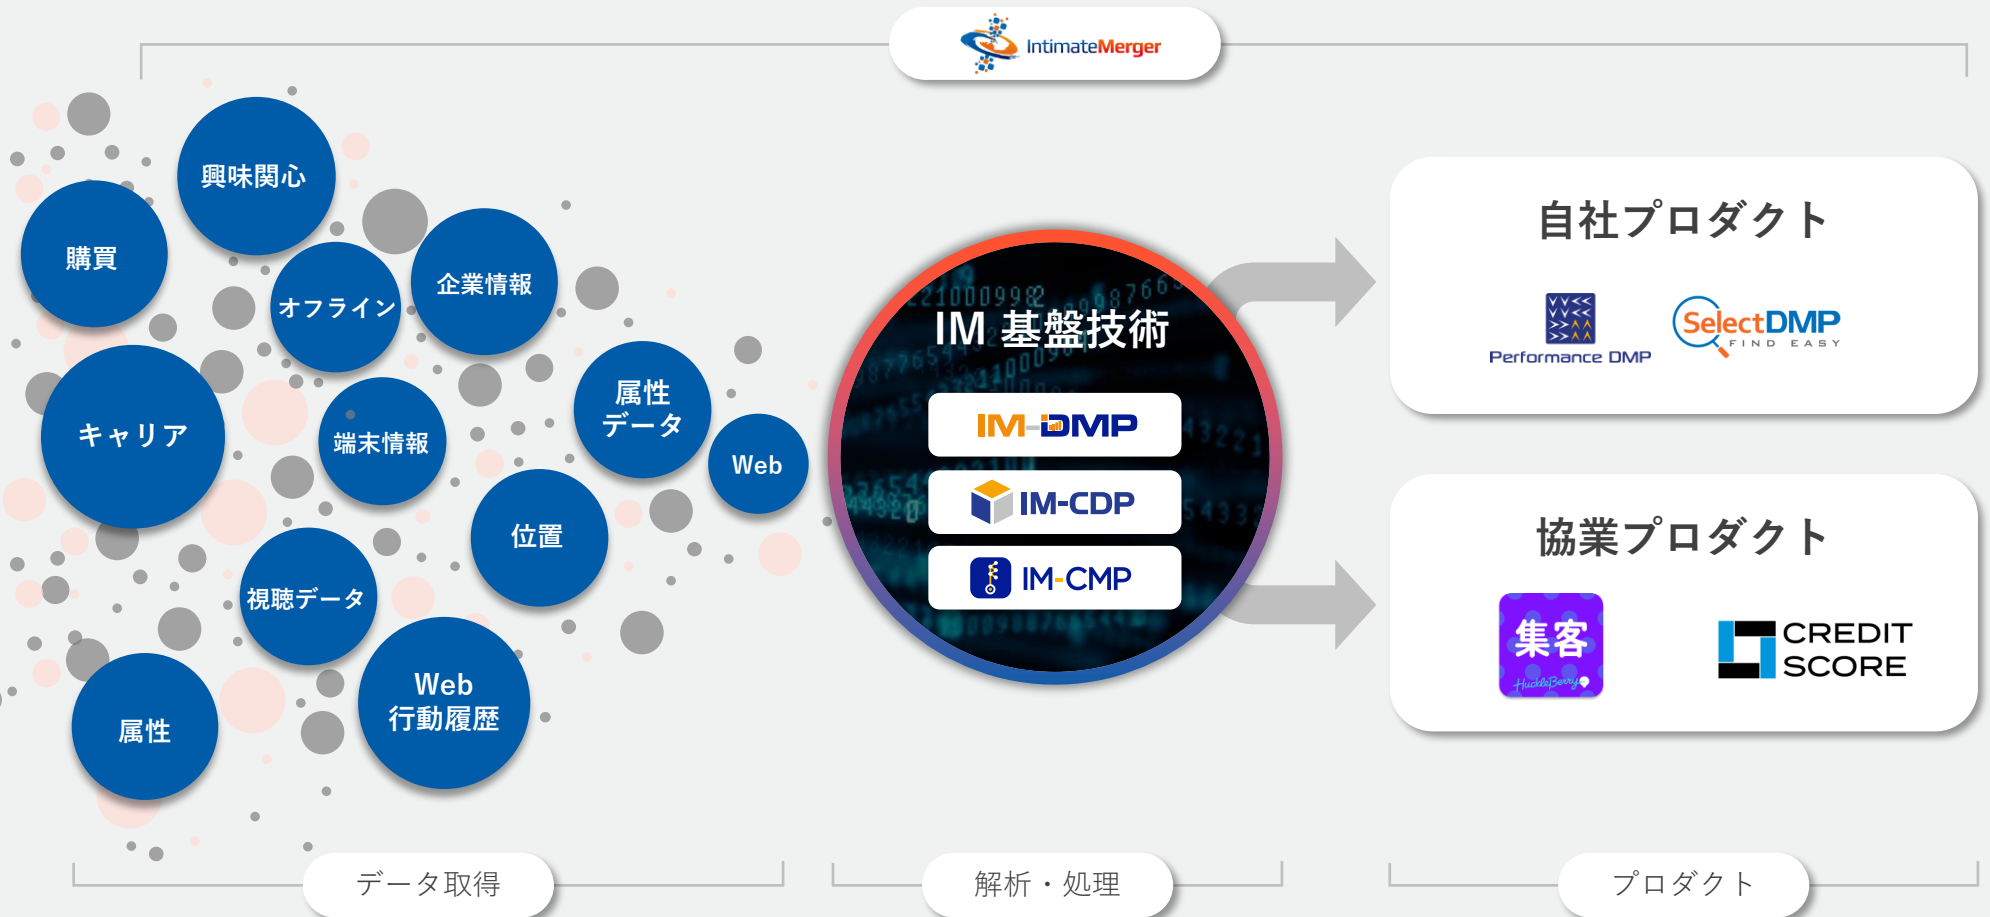 IntimateMerger
興味関心
購買
オフライン
企業情報
キャリア
端末情報
属性
データ
Web
位置
視聴データ
Web
行動履歴
属性
IM 基盤技術
IM-DMP
IM-CDP
IM-CMP
自社プロダクト
Performance DMP
SelectDMP
FIND EASY
協業プロダクト
集客
HuckleBerry
CREDIT
SCORE
データ取得
解析・処理
プロダクト